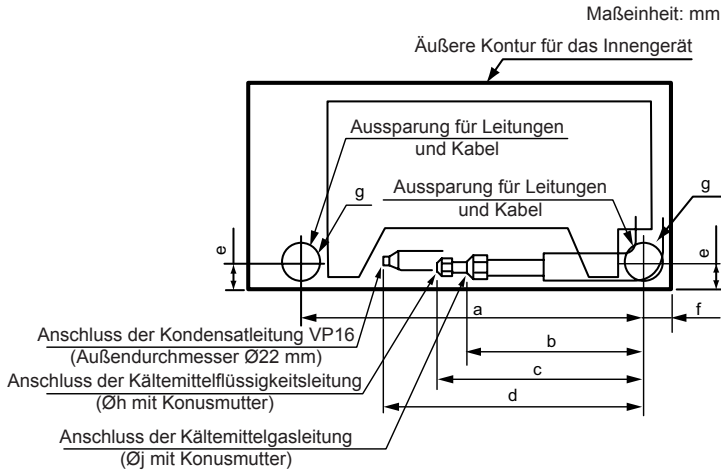 Maßeinheit: mm
Äußere Kontur für das Innengerät
Aussparung für Leitungen
und Kabel
g
Aussparung für Leitungen
und Kabel
g
e
e
a
f
b
c
d
Anschluss der Kondensatleitung VP16
(Außendurchmesser Ø22 mm)
Anschluss der Kältemittelflüssigkeitsleitung
(Øh mit Konusmutter)
Anschluss der Kältemittelgasleitung
(Øj mit Konusmutter)